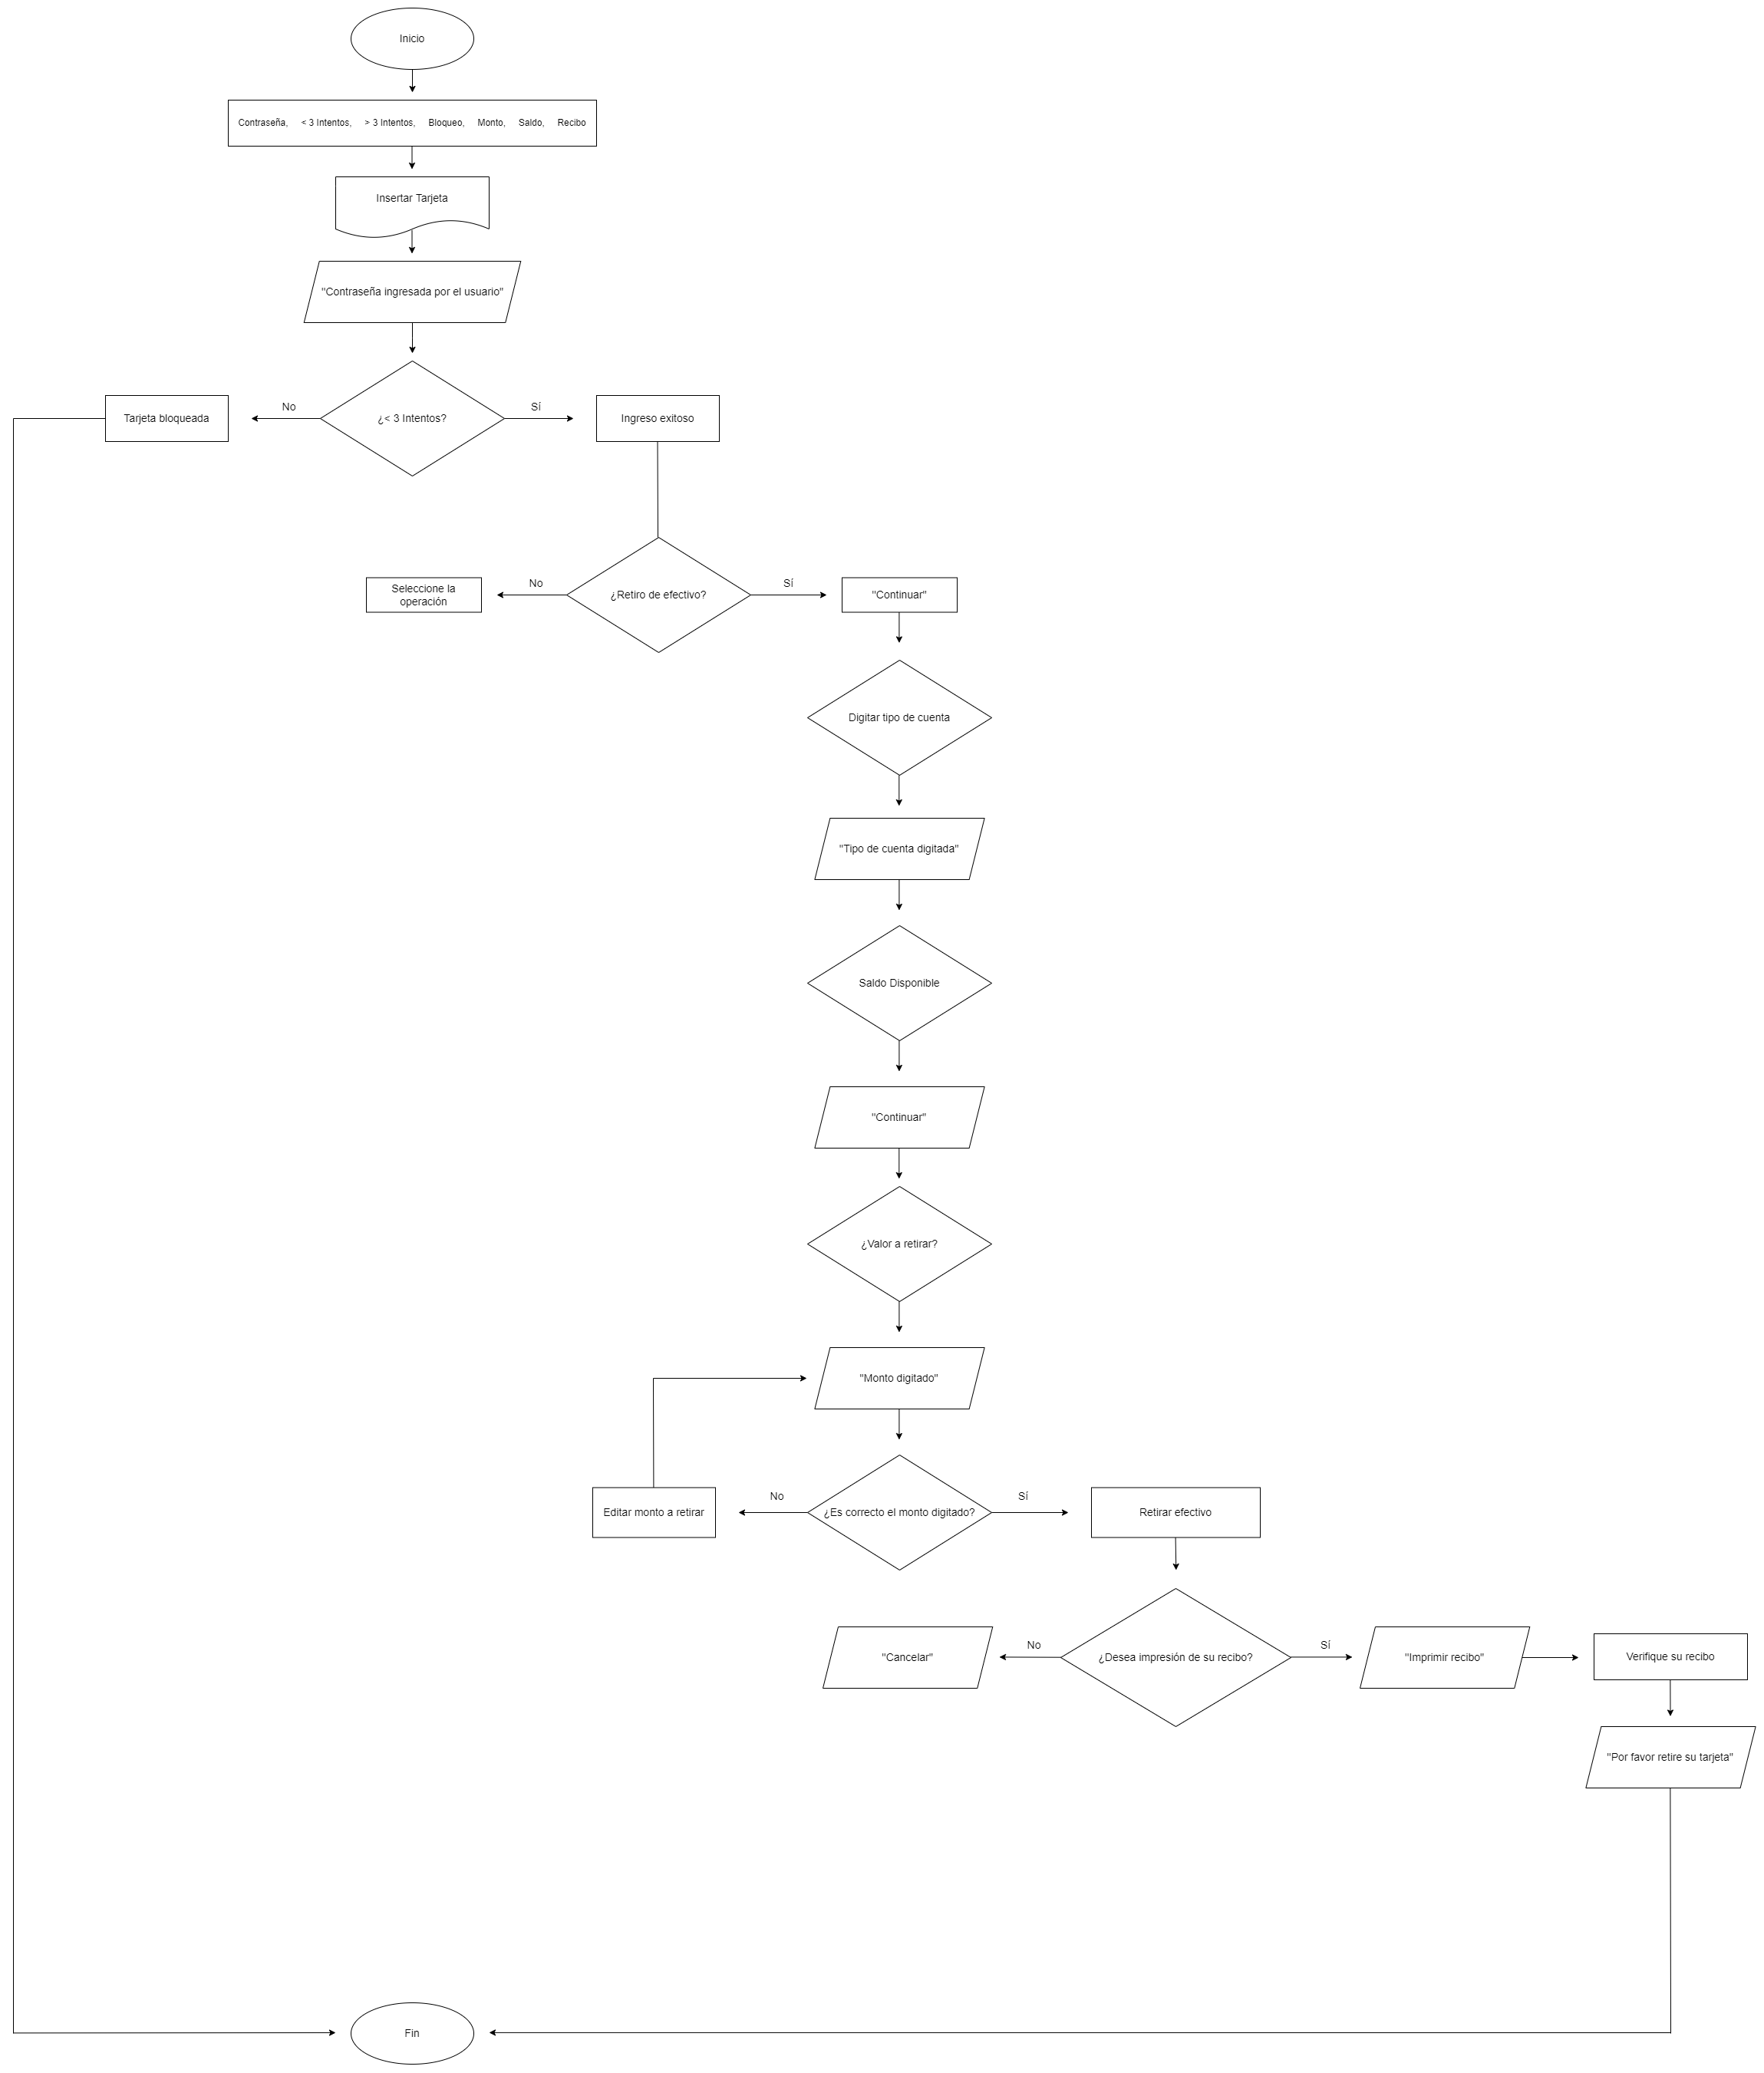 Inicio
Contraseña, < 3 Intentos, > 3 Intentos, Bloqueo, Monto, Saldo, Recibo
Insertar Tarjeta
"Contraseña ingresada por el usuario"
Tarjeta bloqueada
No
¿< 3 Intentos?
Sí
Ingreso exitoso
Seleccione la
operación
No
¿Retiro de efectivo?
Sí
"Continuar"
Digitar tipo de cuenta
"Tipo de cuenta digitada"
Saldo Disponible
"Continuar"
¿Valor a retirar?
"Monto digitado"
Editar monto a retirar
No
¿Es correcto el monto digitado?
Sí
Retirar efectivo
"Cancelar"
No
¿Desea impresión de su recibo?
Sí
"Imprimir recibo"
Verifique su recibo
"Por favor retire su tarjeta"
Fin